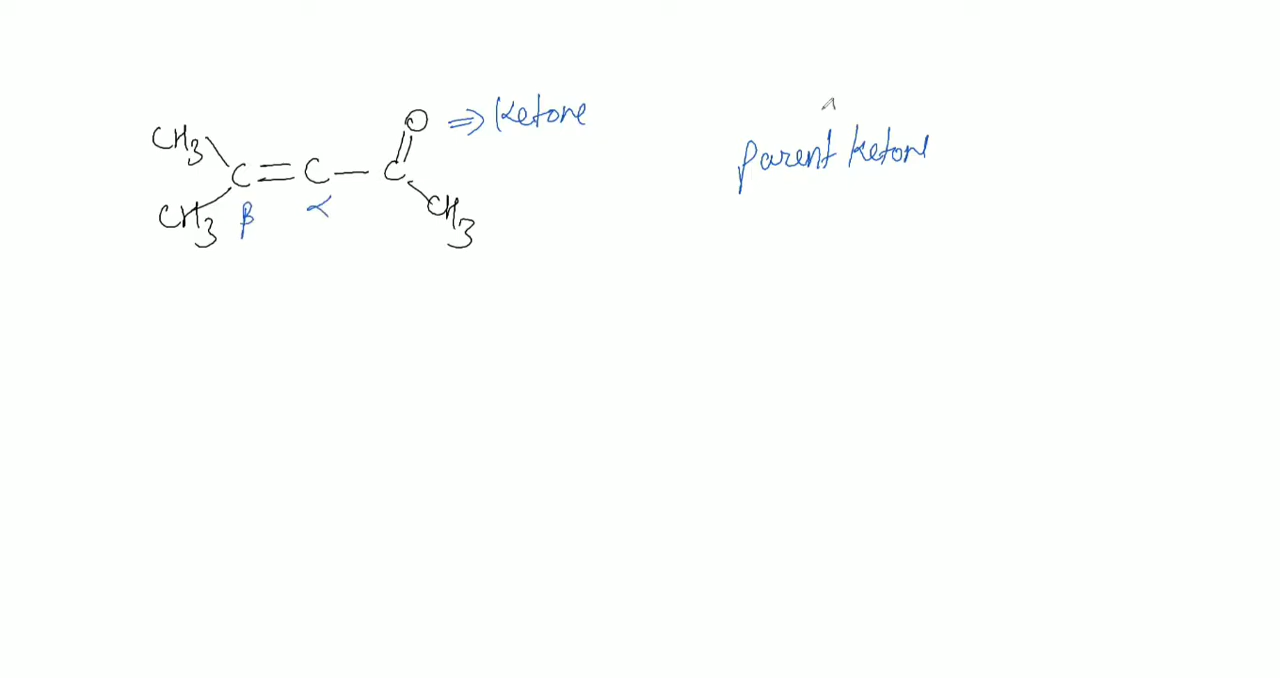 O ⇒ Ketone
CH3
C=C—C
CH3 β α CH3
parent ketone